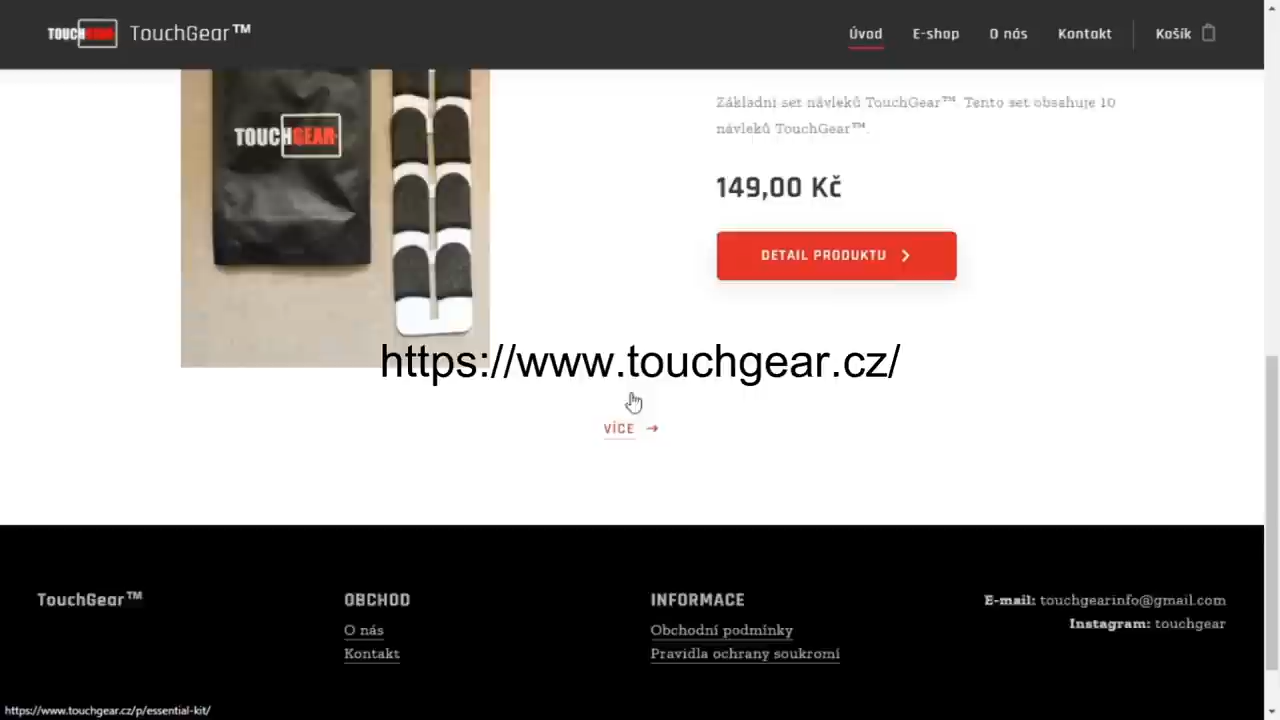 TOUCHGEAR TouchGear™ Úvod E-shop O nás Kontakt Košík
TOUCHGEAR
Základní set návleků TouchGear™. Tento set obsahuje 10
návleků TouchGear™.
149,00 Kč
DETAIL PRODUKTU
https://www.touchgear.cz/
VÍCE →
TouchGear™
OBCHOD
O nás
Kontakt
INFORMACE
Obchodní podmínky
Pravidla ochrany soukromí
E-mail: touchgearinfo@gmail.com
Instagram: touchgear
https://www.touchgear.cz/p/essential-kit/